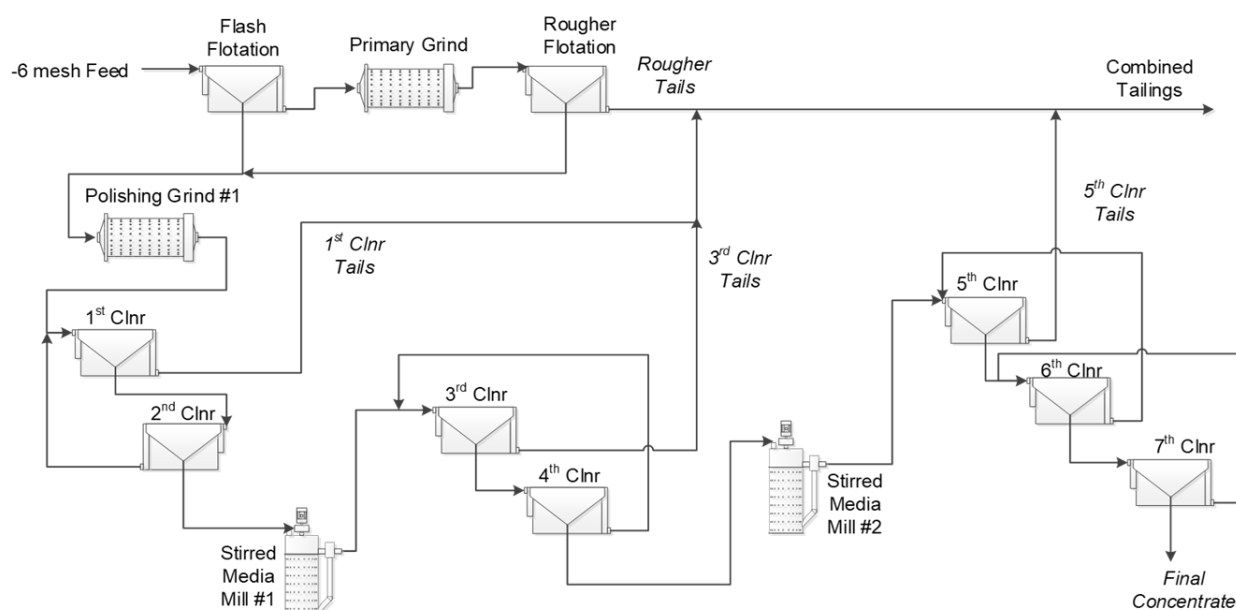 Flash
Flotation
Primary Grind
Rougher
Flotation
-6 mesh Feed
Rougher
Tails
Combined
Tailings
Polishing Grind #1
1st Clnr
Tails
3rd Clnr
Tails
5th Clnr
Tails
1st Clnr
2nd Clnr
3rd Clnr
4th Clnr
5th Clnr
6th Clnr
7th Clnr
Stirred
Media
Mill #1
Stirred
Media
Mill #2
Final
Concentrate